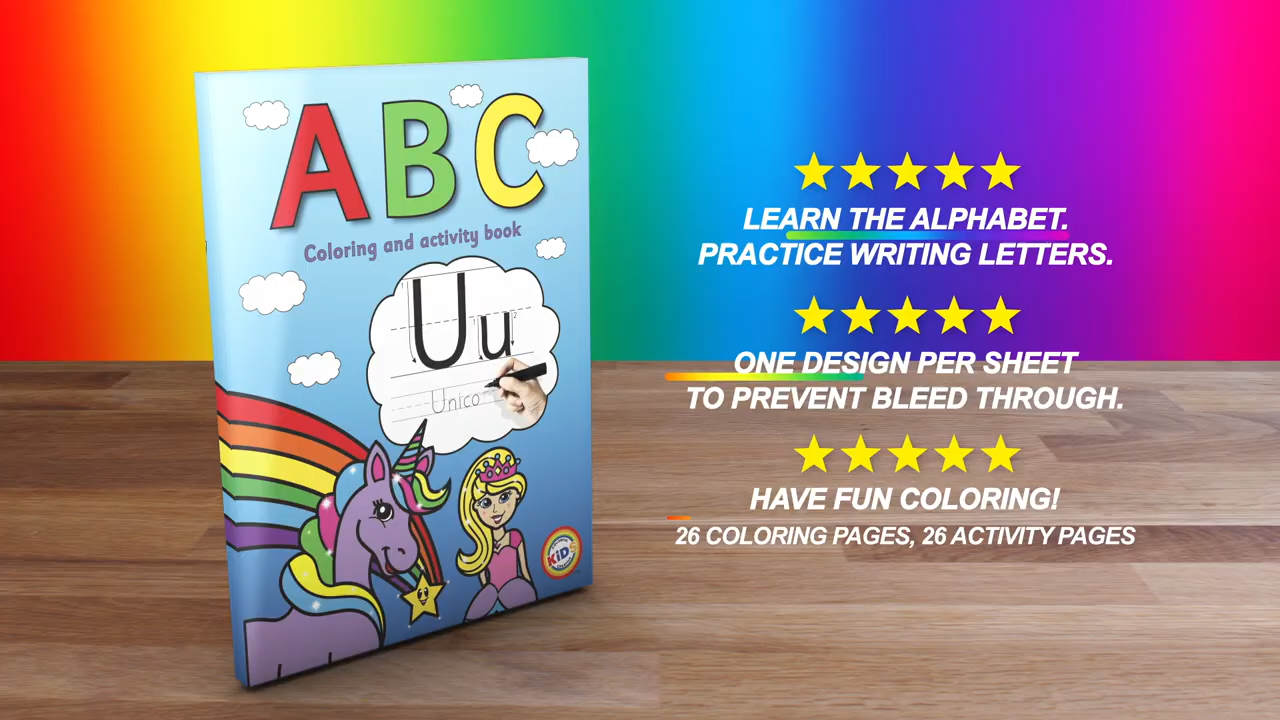 ABC
Coloring and activity book
Uu
Unico
KiDS
LEARN THE ALPHABET.
PRACTICE WRITING LETTERS.
ONE DESIGN PER SHEET
TO PREVENT BLEED THROUGH.
HAVE FUN COLORING!
26 COLORING PAGES, 26 ACTIVITY PAGES